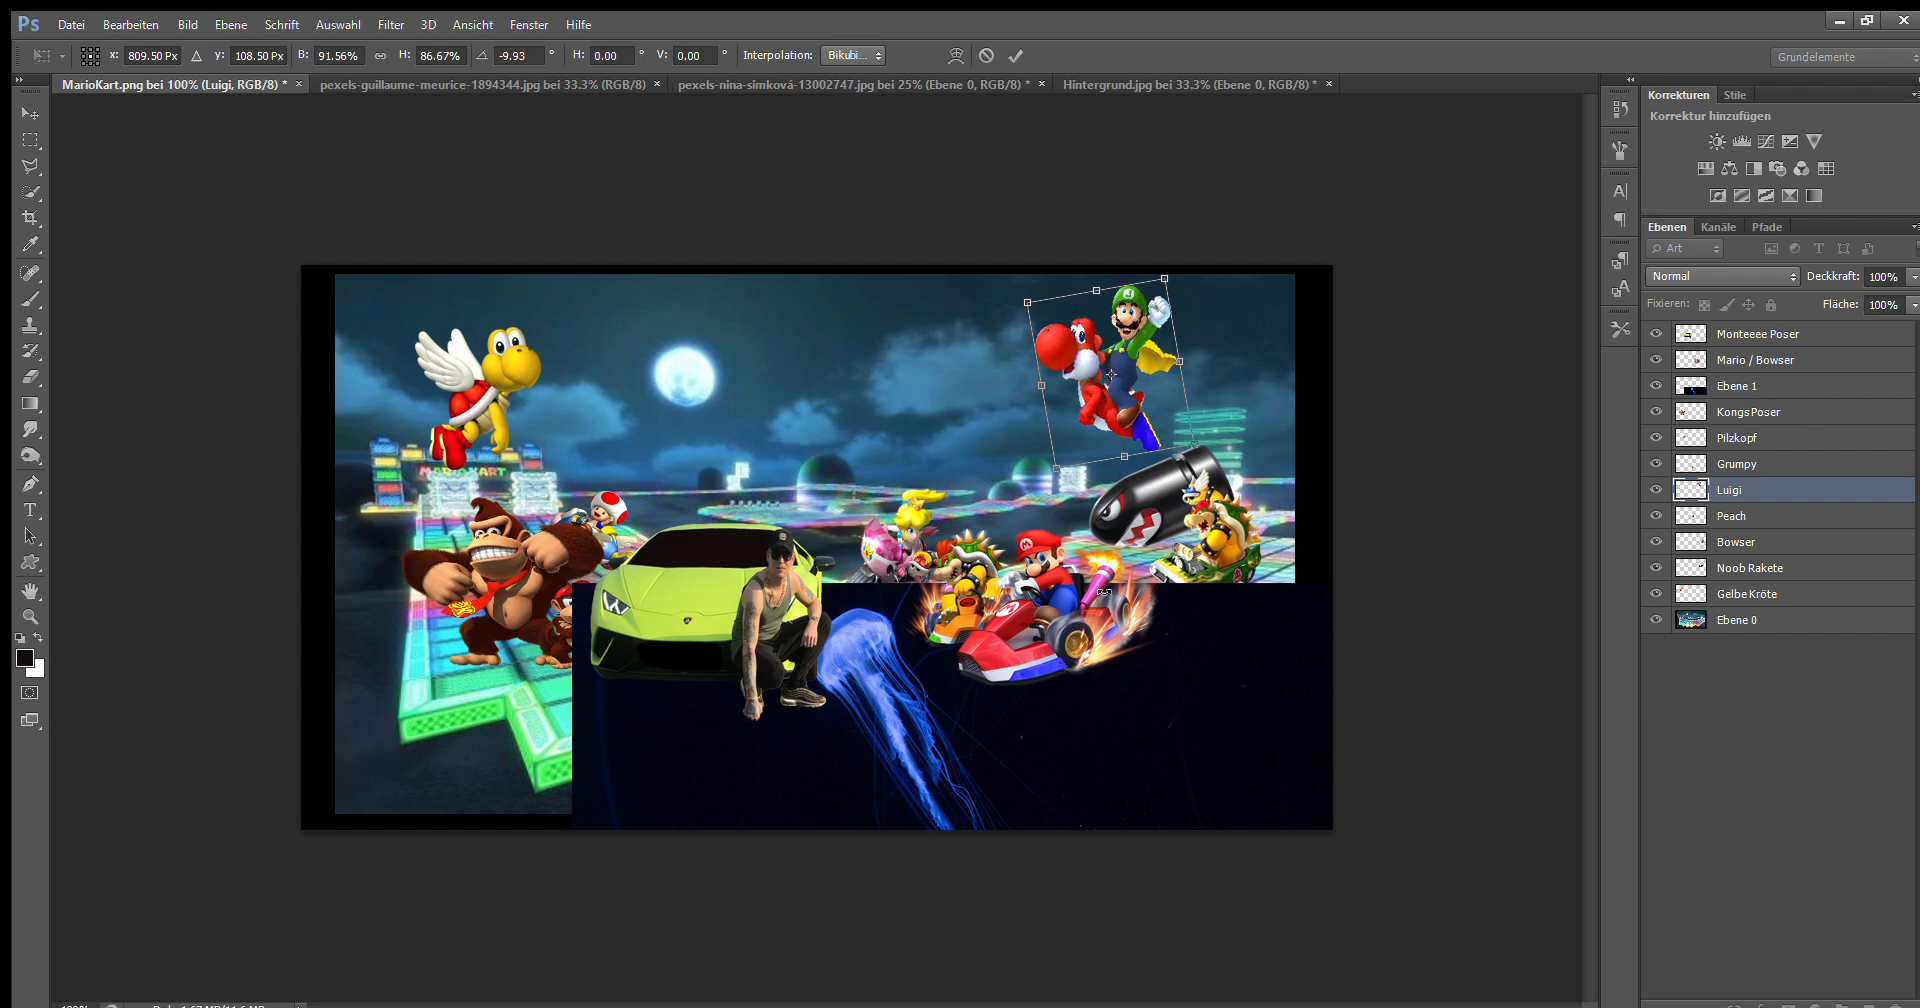 Ps Datei Bearbeiten Bild Ebene Schrift Auswahl Filter 3D Ansicht Fenster Hilfe
X: 809.50 Px Y: 108.50 Px B: 91.56% H: 86.67% -9.93 ° H: 0.00 ° V: 0.00 ° Interpolation: Bikubi... Grundelemente
MarioKart.png bei 100% (Luigi, RGB/8) * × pexels-guillaume-meurice-1894344.jpg bei 33.3% (RGB/8) × pexels-nina-simková-13002747.jpg bei 25% (Ebene 0, RGB/8) * × Hintergrund.jpg bei 33.3% (Ebene 0, RGB/8) * ×
Korrekturen Stile
Korrektur hinzufügen
Ebenen Kanäle Pfade
Art
Normal Deckkraft: 100%
Fixieren: Fläche: 100%
Monteeee Poser
Mario / Bowser
Ebene 1
KongsPoser
Pilzkopf
Grumpy
Luigi
Peach
Bowser
Noob Rakete
Gelbe Kröte
Ebene 0
MARIO KART